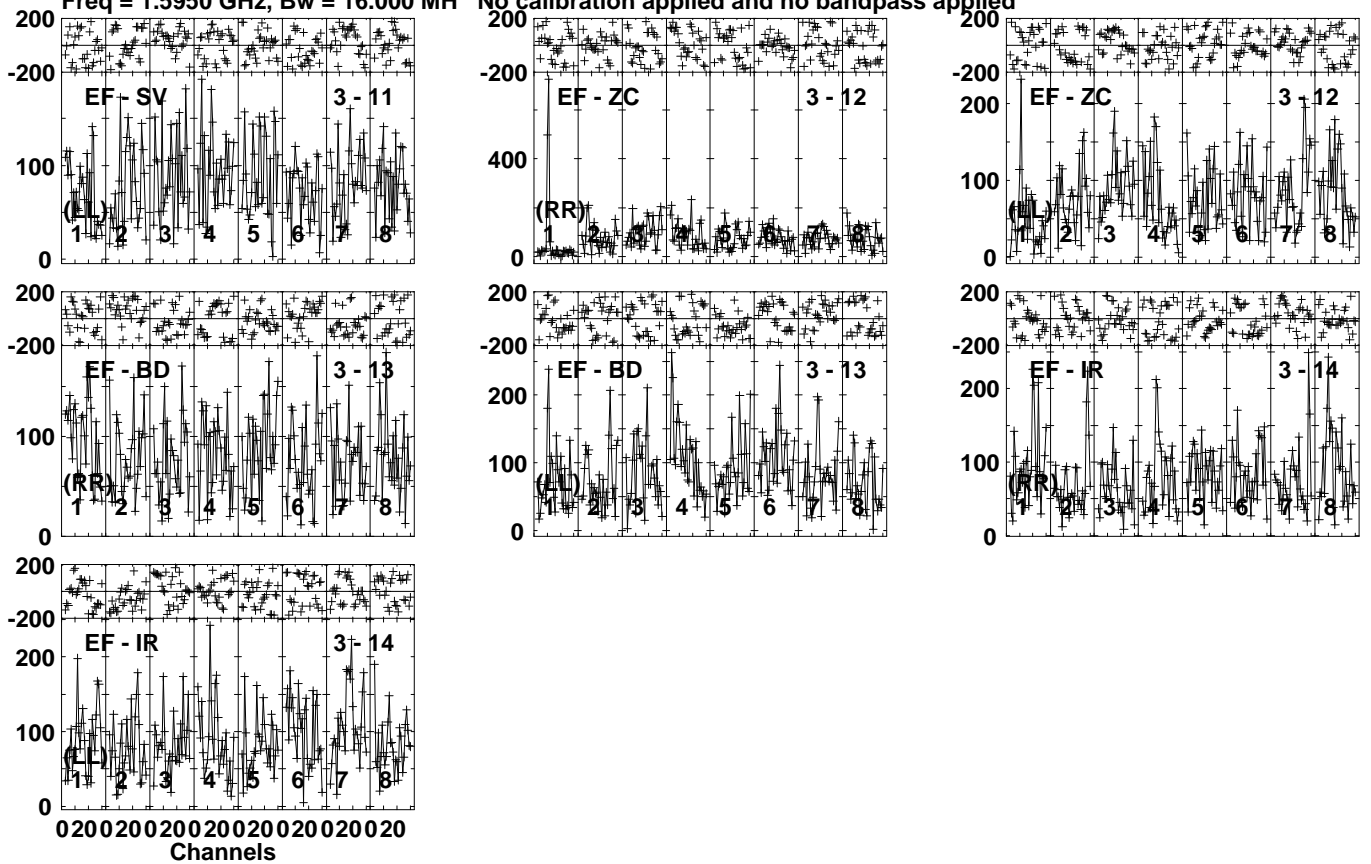 Freq = 1.5950 GHz, Bw = 16.000 MH No calibration applied and no bandpass applied
200
-200
EF - SV 3 - 11
100
(LL)
1 2 3 4 5 6 7 8
0
200
-200
EF - ZC 3 - 12
400
(RR)
1 2 3 4 5 6 7 8
0
200
-200
EF - ZC 3 - 12
200
100
(LL)
1 2 3 4 5 6 7 8
0
200
-200
EF - BD 3 - 13
100
(RR)
1 2 3 4 5 6 7 8
0
200
-200
EF - BD 3 - 13
200
100
(LL)
1 2 3 4 5 6 7 8
0
200
-200
EF - IR 3 - 14
200
100
(RR)
1 2 3 4 5 6 7 8
0
200
-200
EF - IR 3 - 14
200
100
(LL)
1 2 3 4 5 6 7 8
0
0 20 0 20 0 20 0 20 0 20 0 20 0 20 0 20
Channels